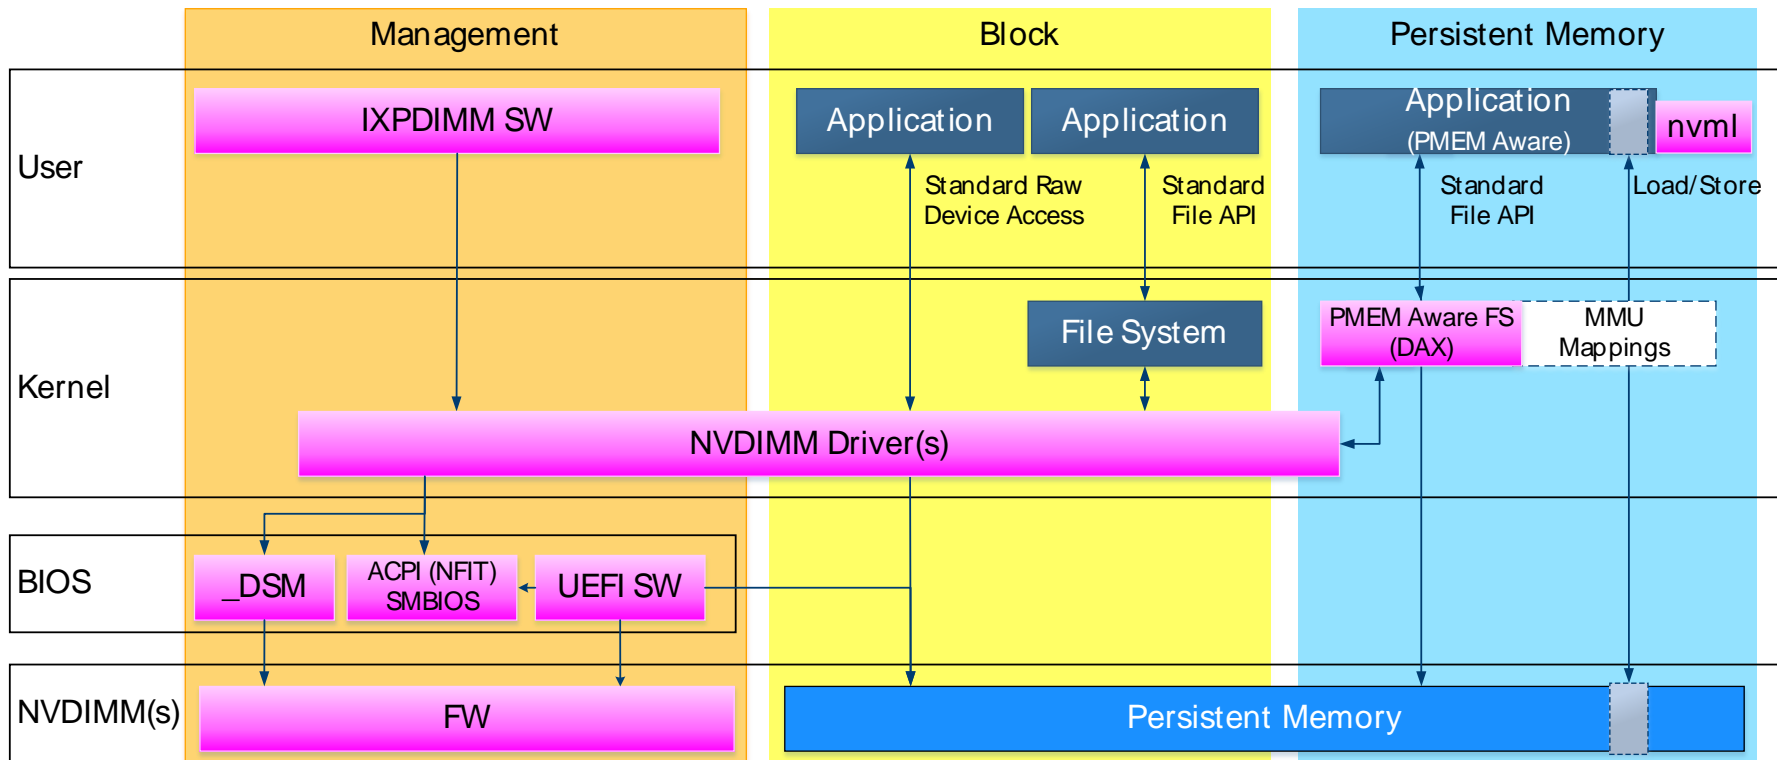 Management
Block
Persistent Memory
User
IXPDIMM SW
Application
Application
Application
(PMEM Aware)
nvml
Standard Raw
Device Access
Standard
File API
Standard
File API
Load/Store
Kernel
File System
PMEM Aware FS
(DAX)
MMU
Mappings
NVDIMM Driver(s)
BIOS
_DSM
ACPI (NFIT)
SMBIOS
UEFI SW
NVDIMM(s)
FW
Persistent Memory